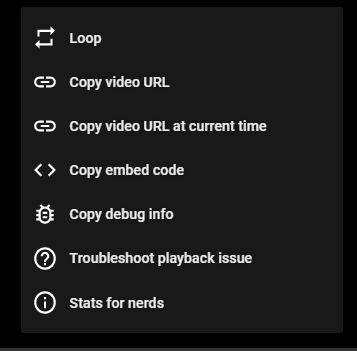 Loop
Copy video URL
Copy video URL at current time
Copy embed code
Copy debug info
Troubleshoot playback issue
Stats for nerds